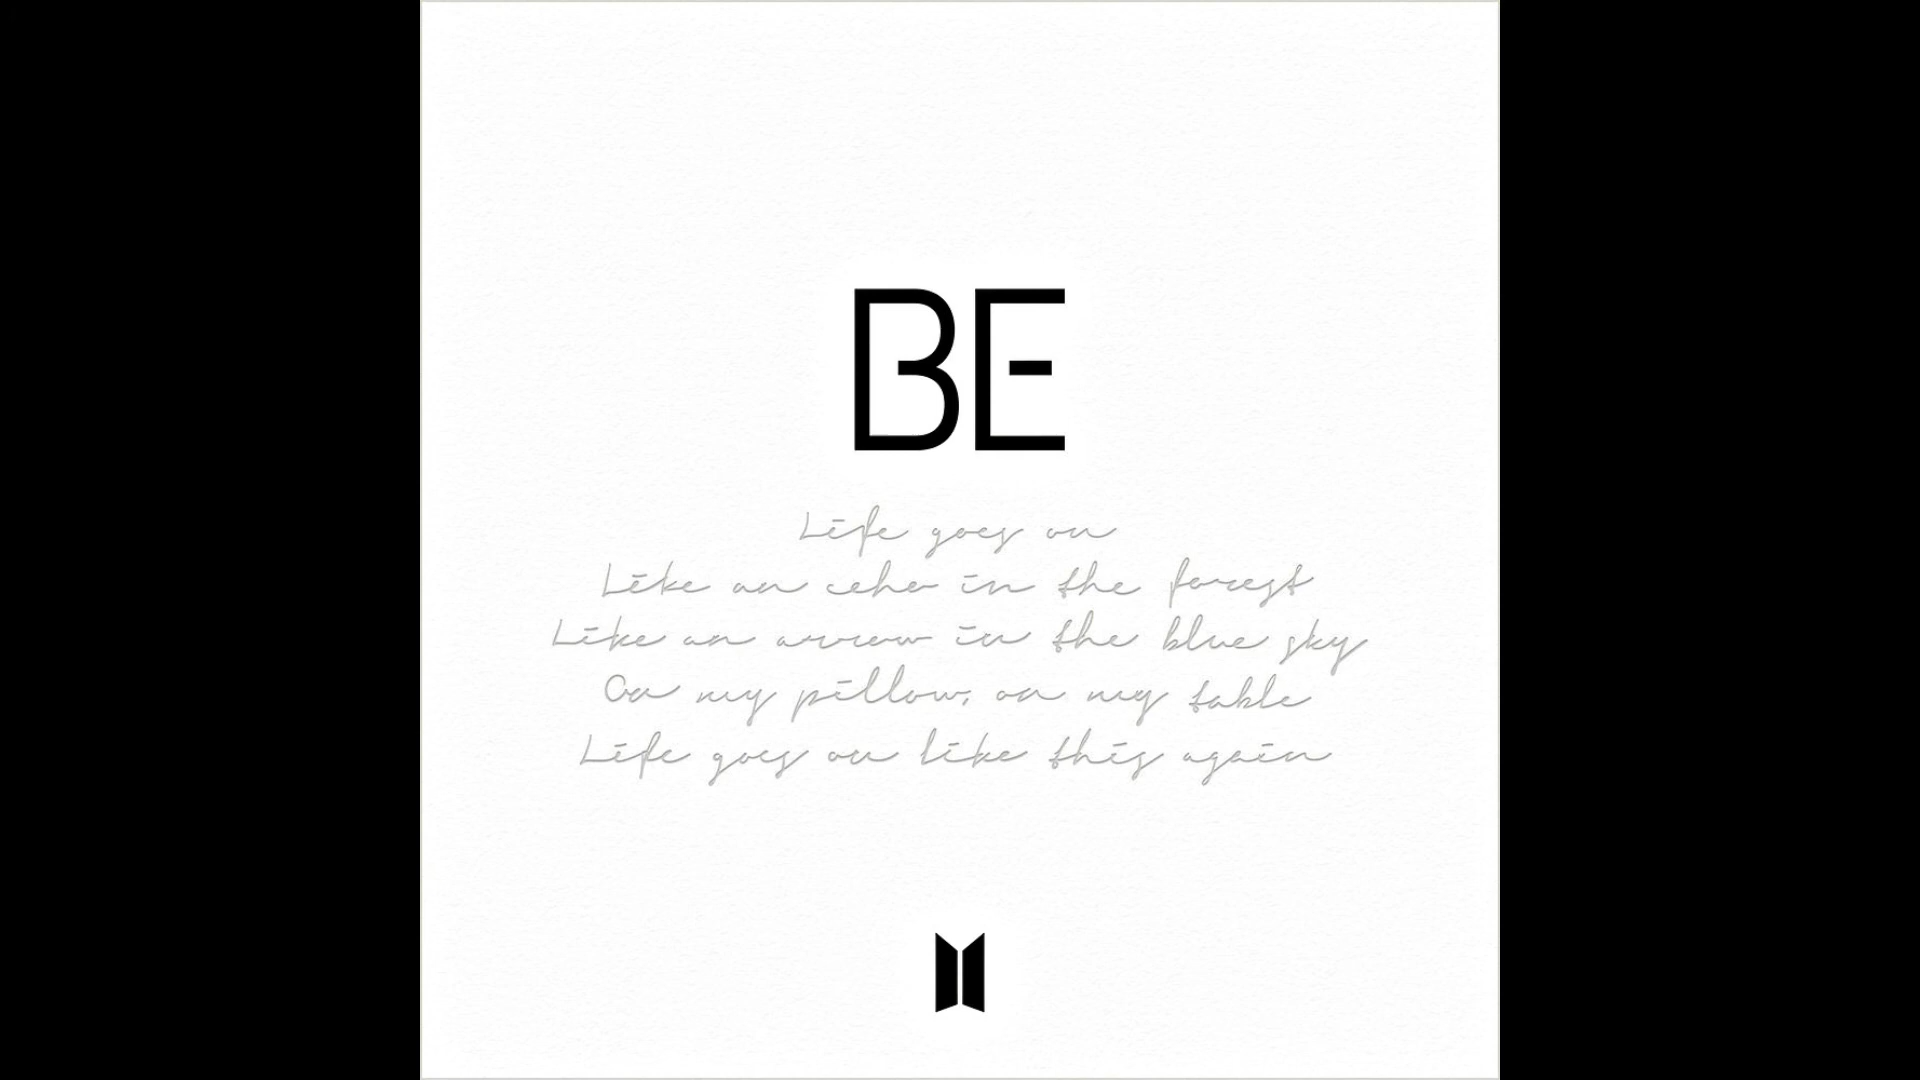 BE
Life goes on
Like an echo in the forest
Like an arrow in the blue sky
On my pillow, on my table
Life goes on like this again